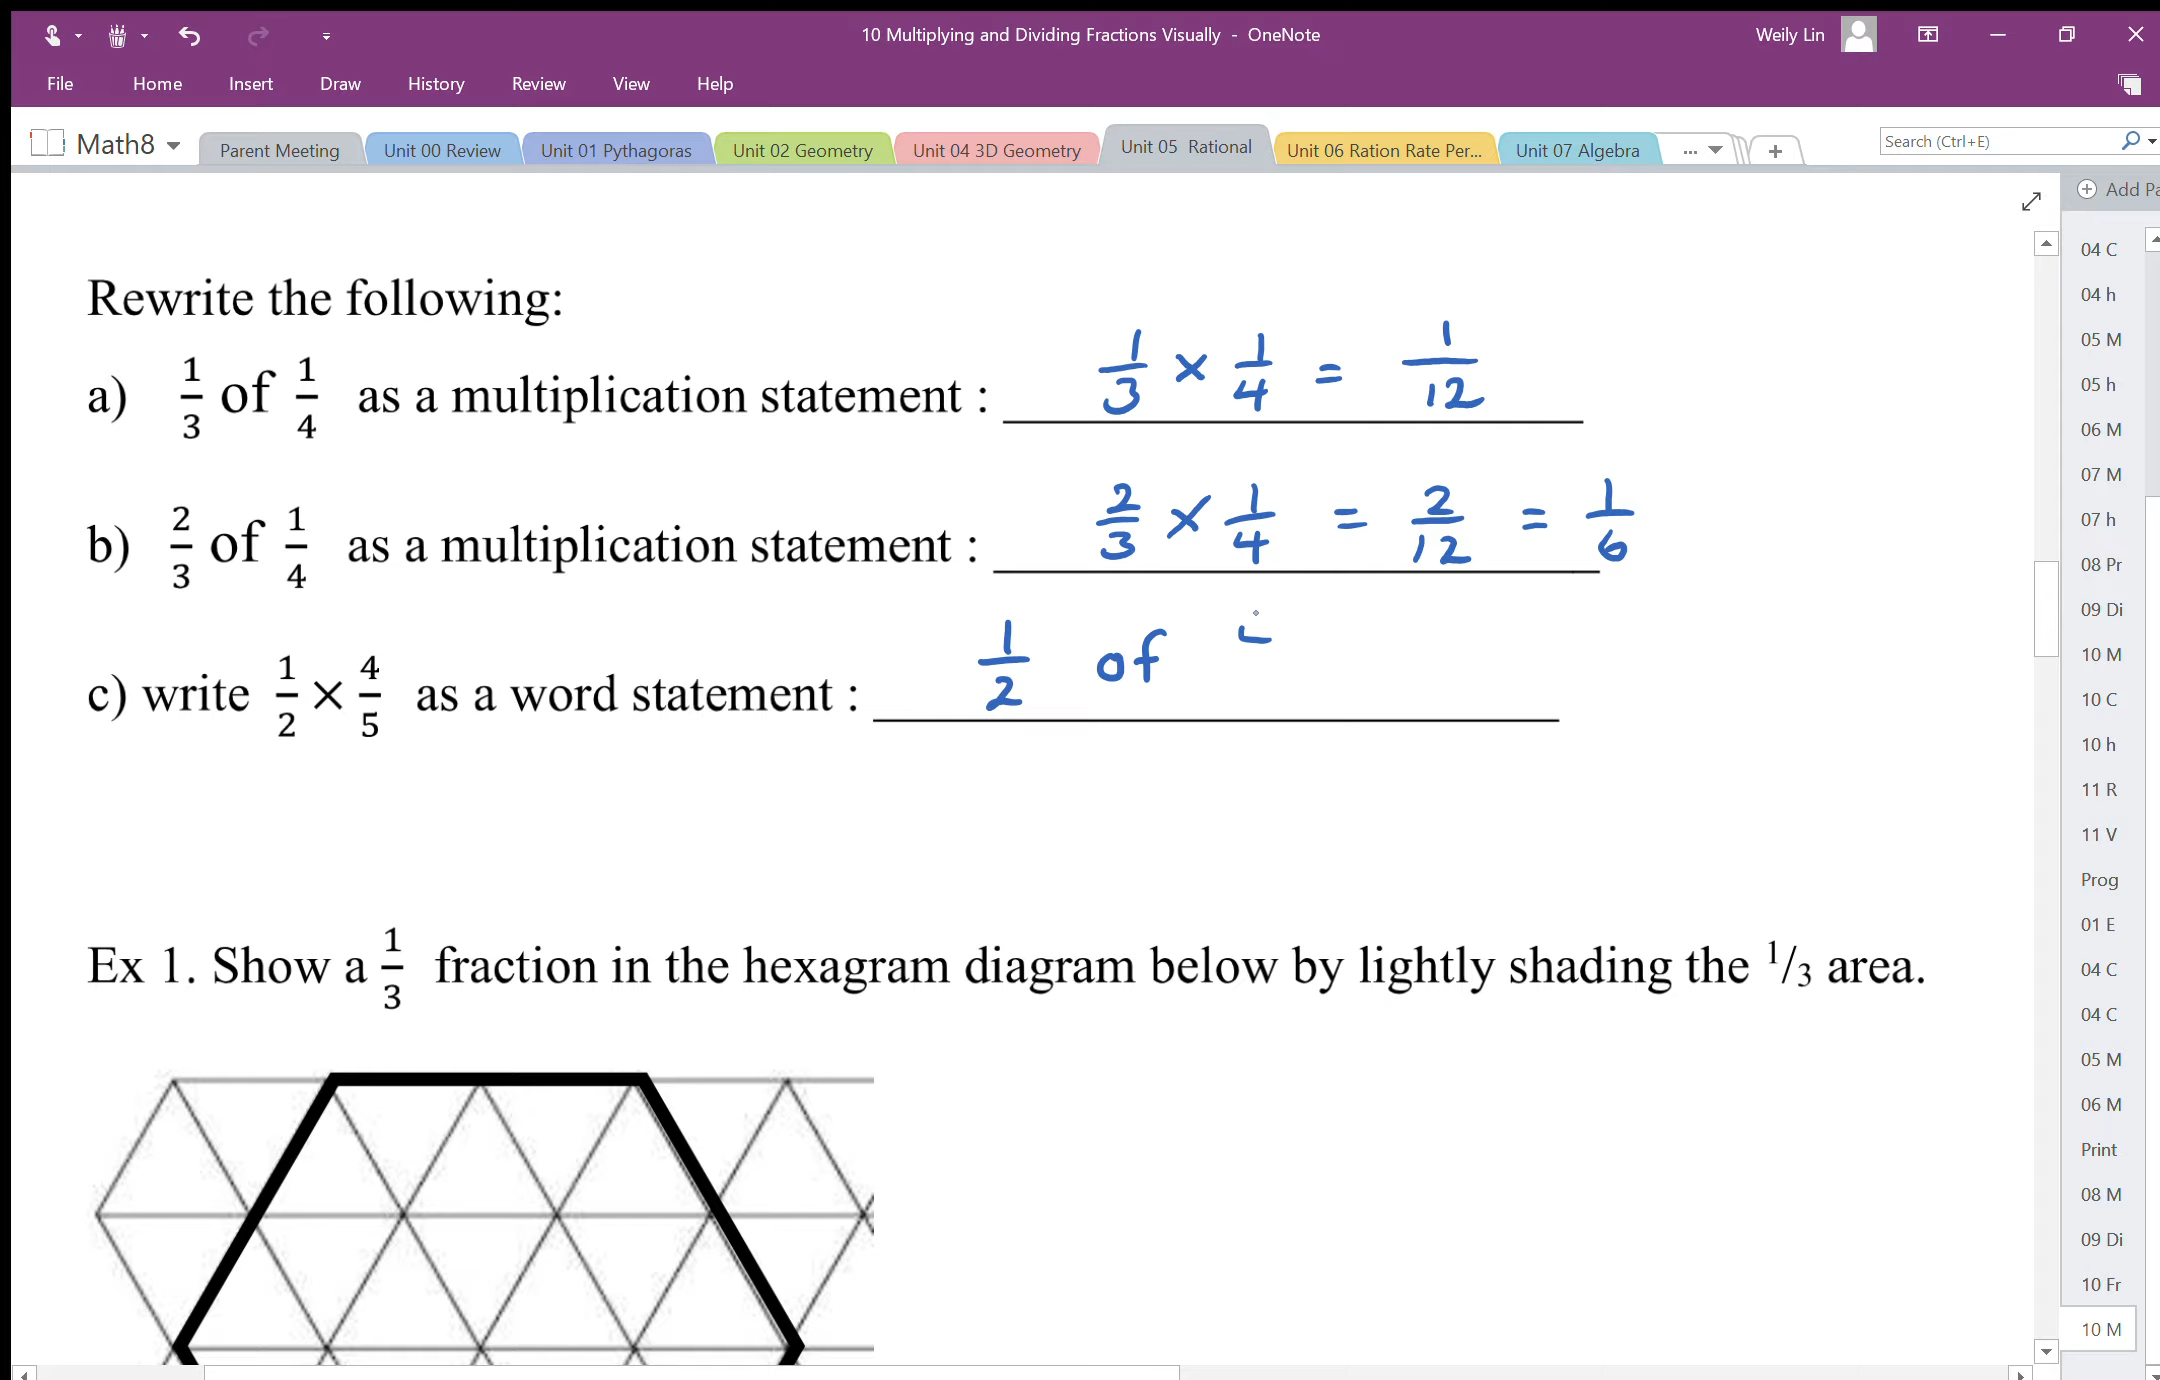 10 Multiplying and Dividing Fractions Visually - OneNote
Weily Lin
File Home Insert Draw History Review View Help
Math8
Parent Meeting
Unit 00 Review
Unit 01 Pythagoras
Unit 02 Geometry
Unit 04 3D Geometry
Unit 05 Rational
Unit 06 Ration Rate Per...
Unit 07 Algebra
...
+
Search (Ctrl+E)
Add Pa
Rewrite the following:
a) 1/3 of 1/4 as a multiplication statement : 1/3 × 1/4 = 1/12
b) 2/3 of 1/4 as a multiplication statement : 2/3 × 1/4 = 2/12 = 1/6
c) write 1/2 × 4/5 as a word statement : 1/2 of
Ex 1. Show a 1/3 fraction in the hexagram diagram below by lightly shading the 1/3 area.
04 C
04 h
05 M
05 h
06 M
07 M
07 h
08 Pr
09 Di
10 M
10 C
10 h
11 R
11 V
Prog
01 E
04 C
04 C
05 M
06 M
Print
08 M
09 Di
10 Fr
10 M